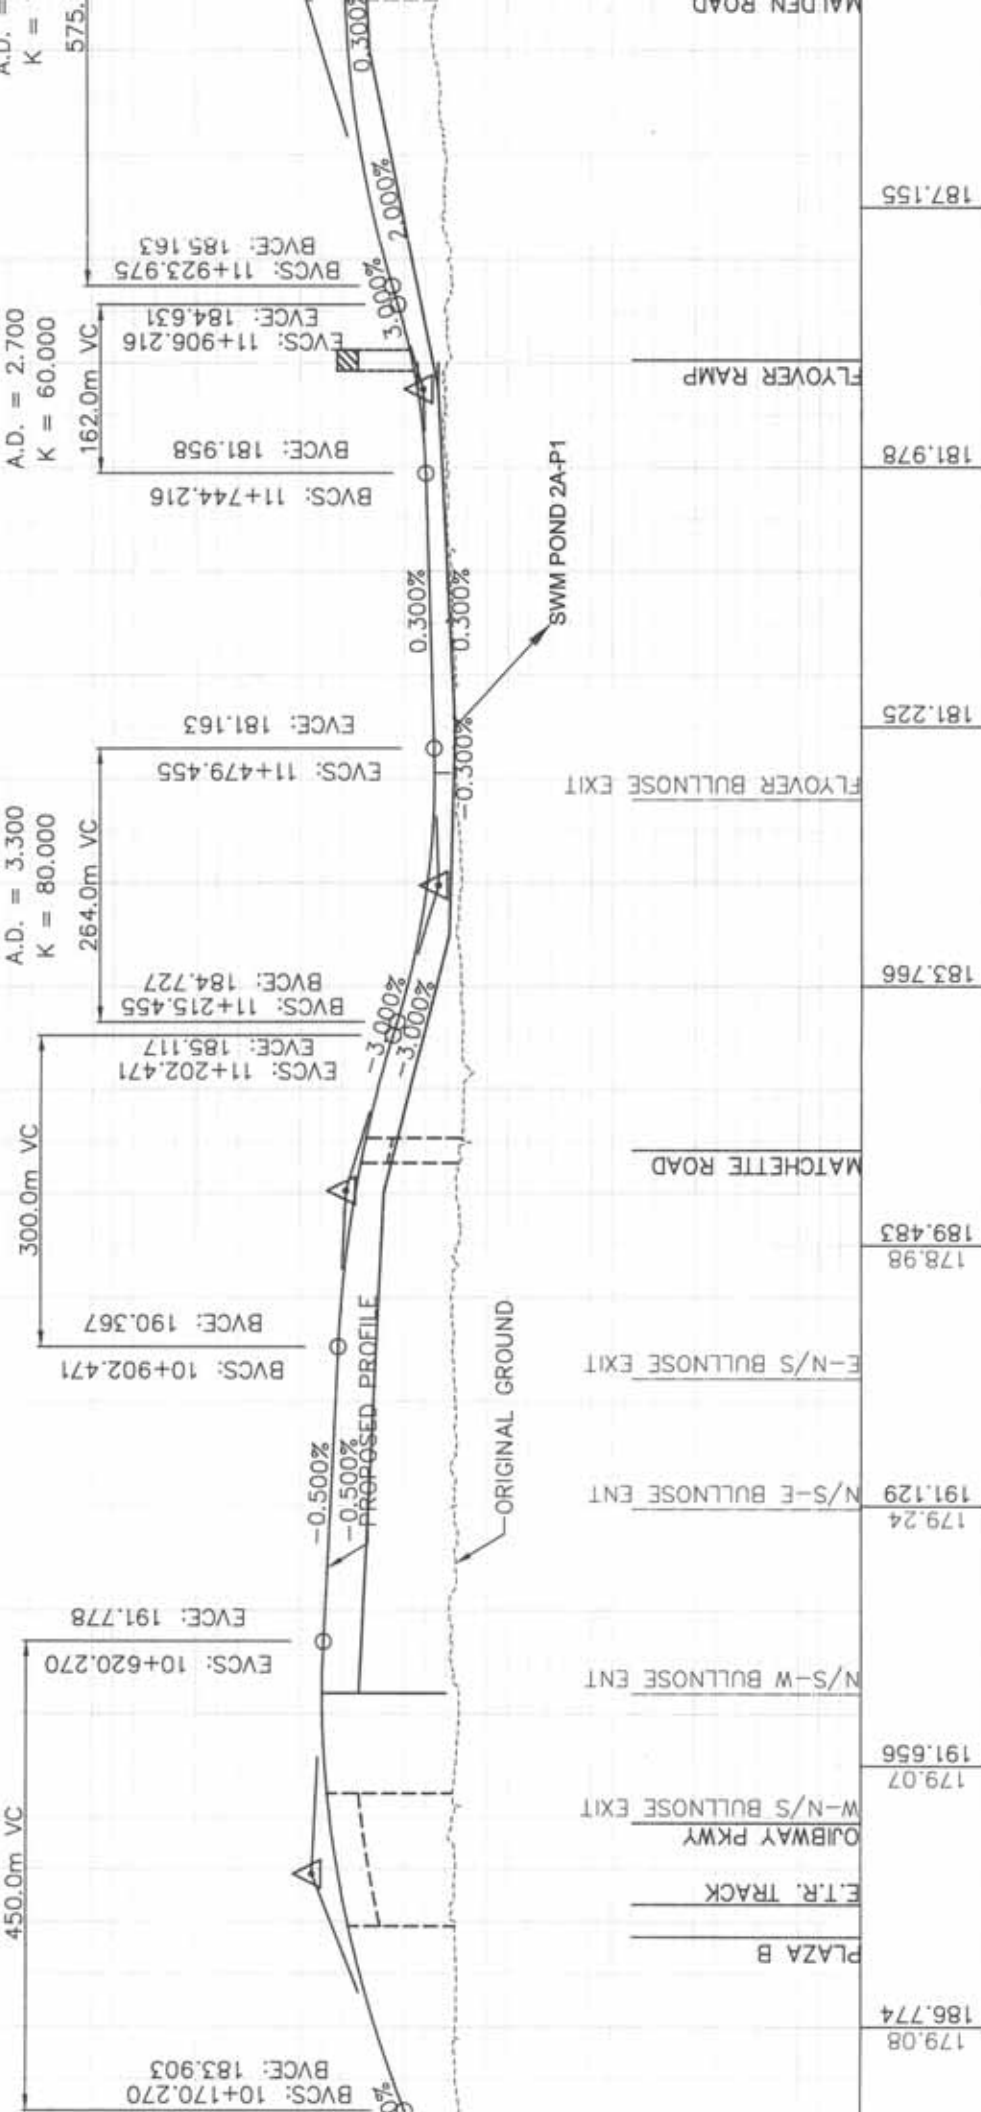 A.D. =
K =
575.
0.300%
MALDEN ROAD
2.000%
187.155
BVCE: 185.163
BVCS: 11+923.975
3.000%
A.D. = 2.700
K = 60.000
162.0m VC
EVCE: 184.631
EVCS: 11+906.216
FLYOVER RAMP
BVCE: 181.958
BVCS: 11+744.216
181.978
SWM POND 2A-P1
0.300%
0.300%
EVCE: 181.163
EVCS: 11+479.455
-0.300%
181.225
FLYOVER BULLNOSE EXIT
A.D. = 3.300
K = 80.000
264.0m VC
BVCE: 184.727
BVCS: 11+215.455
-3.000%
-3.000%
183.766
EVCE: 185.117
EVCS: 11+202.471
300.0m VC
MATCHETTE ROAD
189.483
178.98
BVCE: 190.367
BVCS: 10+902.471
E-N/S BULLNOSE EXIT
-0.500%
-0.500%
PROPOSED PROFILE
ORIGINAL GROUND
N/S-E BULLNOSE ENT
191.129
179.24
EVCE: 191.778
EVCS: 10+620.270
N/S-W BULLNOSE ENT
191.656
179.07
W-N/S BULLNOSE EXIT
OJIBWAY PKWY
450.0m VC
E.T.R. TRACK
PLAZA B
186.774
179.08
BVCE: 183.903
BVCS: 10+170.270
0%